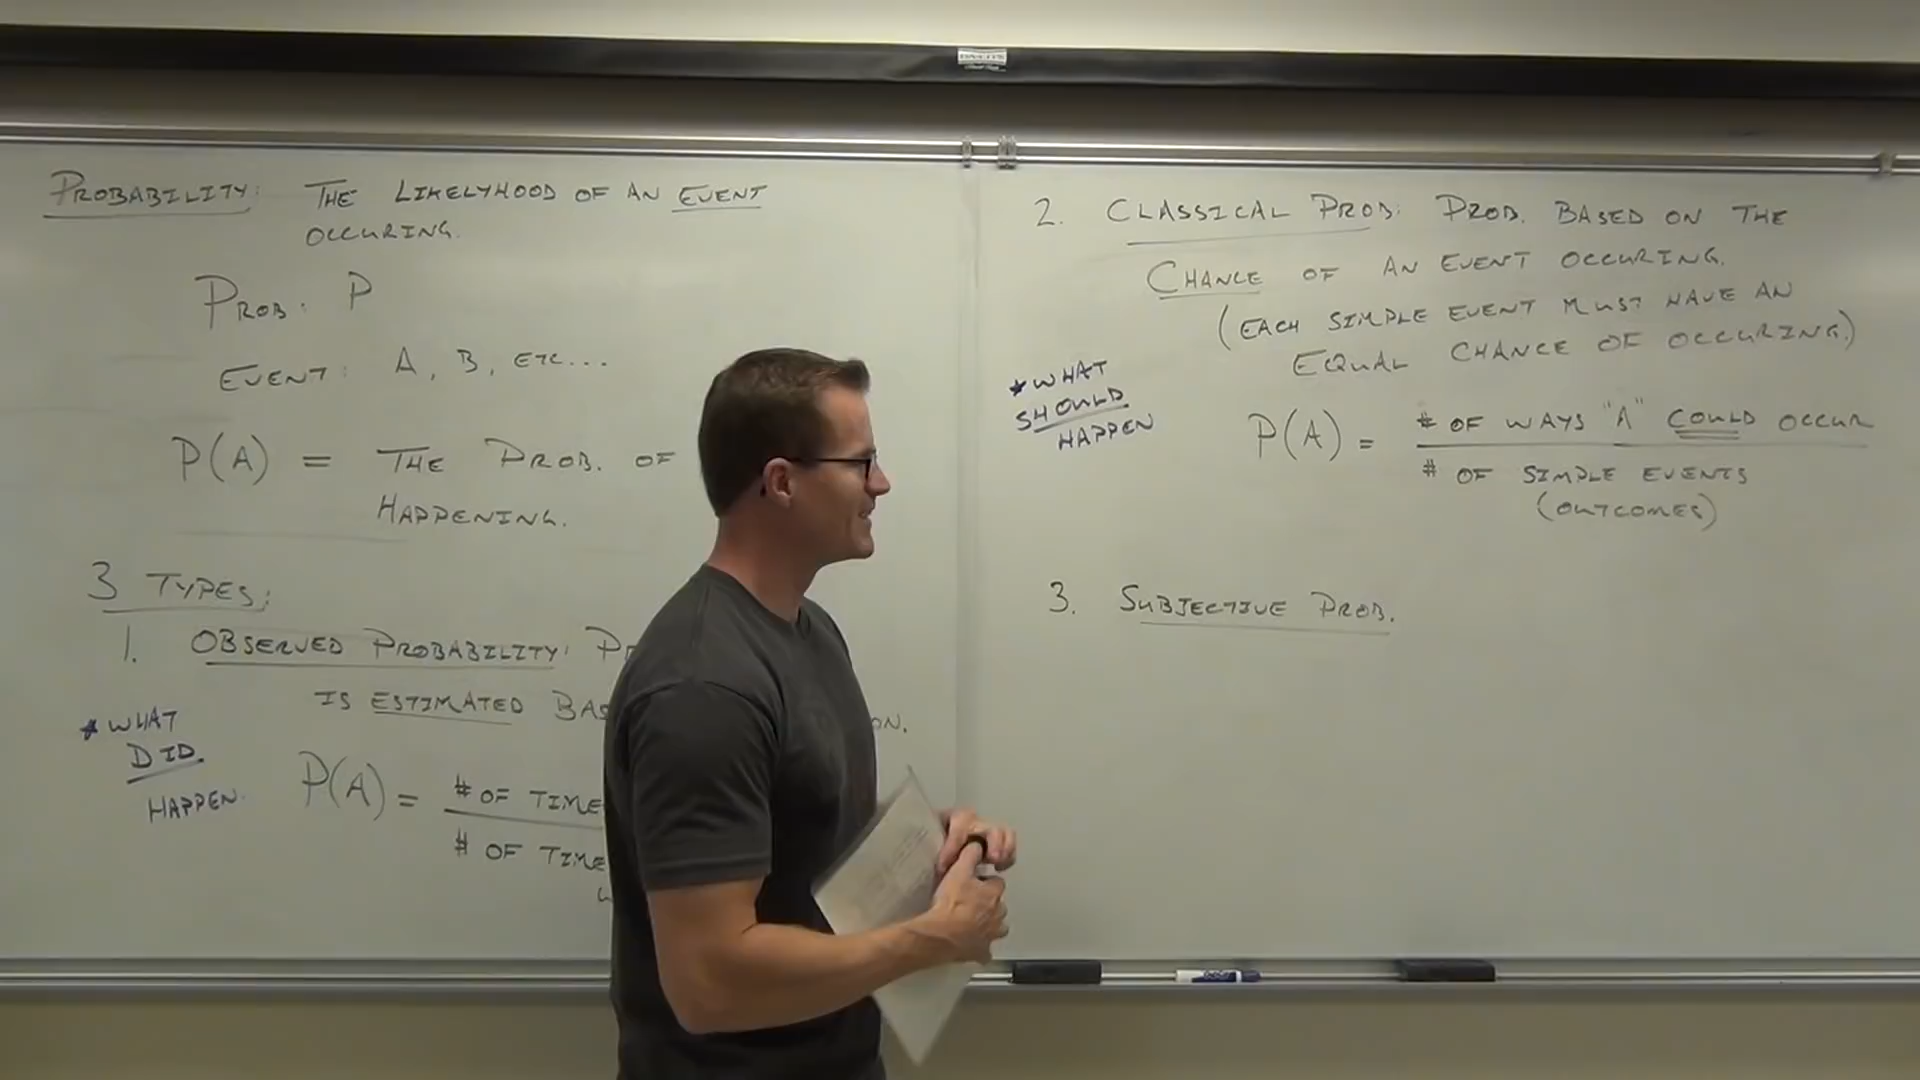 PROBABILITY: THE LIKELYHOOD OF AN EVENT
OCCURING.
PROB: P
EVENT: A, B, ETC...
P(A) = THE PROB. OF
HAPPENING.
3 TYPES:
1. OBSERVED PROBABILITY:
IS ESTIMATED
* WHAT
DID
HAPPEN.
P(A) = # OF TIME
# OF TIME
2. CLASSICAL PROB: PROB. BASED ON THE
CHANCE OF AN EVENT OCCURING.
(EACH SIMPLE EVENT MUST HAVE AN
EQUAL CHANCE OF OCCURING.)
* WHAT
SHOULD
HAPPEN
P(A) = # OF WAYS "A" COULD OCCUR
# OF SIMPLE EVENTS
(OUTCOMES)
3. SUBJECTIVE PROB.